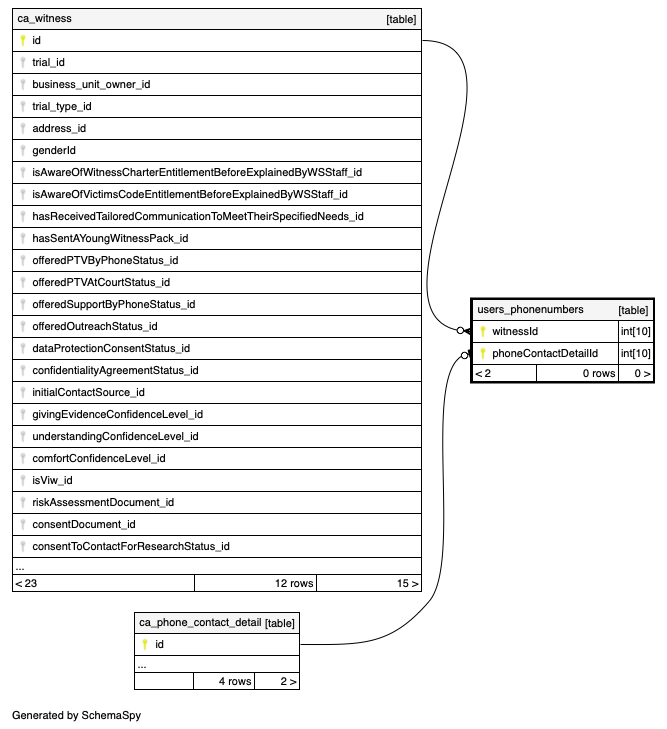 ca_witness [table]
id
trial_id
business_unit_owner_id
trial_type_id
address_id
genderId
isAwareOfWitnessCharterEntitlementBeforeExplainedByWSStaff_id
isAwareOfVictimsCodeEntitlementBeforeExplainedByWSStaff_id
hasReceivedTailoredCommunicationToMeetTheirSpecifiedNeeds_id
hasSentAYoungWitnessPack_id
offeredPTVByPhoneStatus_id
offeredPTVAtCourtStatus_id
offeredSupportByPhoneStatus_id
offeredOutreachStatus_id
dataProtectionConsentStatus_id
confidentialityAgreementStatus_id
initialContactSource_id
givingEvidenceConfidenceLevel_id
understandingConfidenceLevel_id
comfortConfidenceLevel_id
isViw_id
riskAssessmentDocument_id
consentDocument_id
consentToContactForResearchStatus_id
...
< 23 12 rows 15 >
users_phonenumbers [table]
witnessId int[10]
phoneContactDetailId int[10]
< 2 0 rows 0 >
ca_phone_contact_detail [table]
id
...
4 rows 2 >
Generated by SchemaSpy